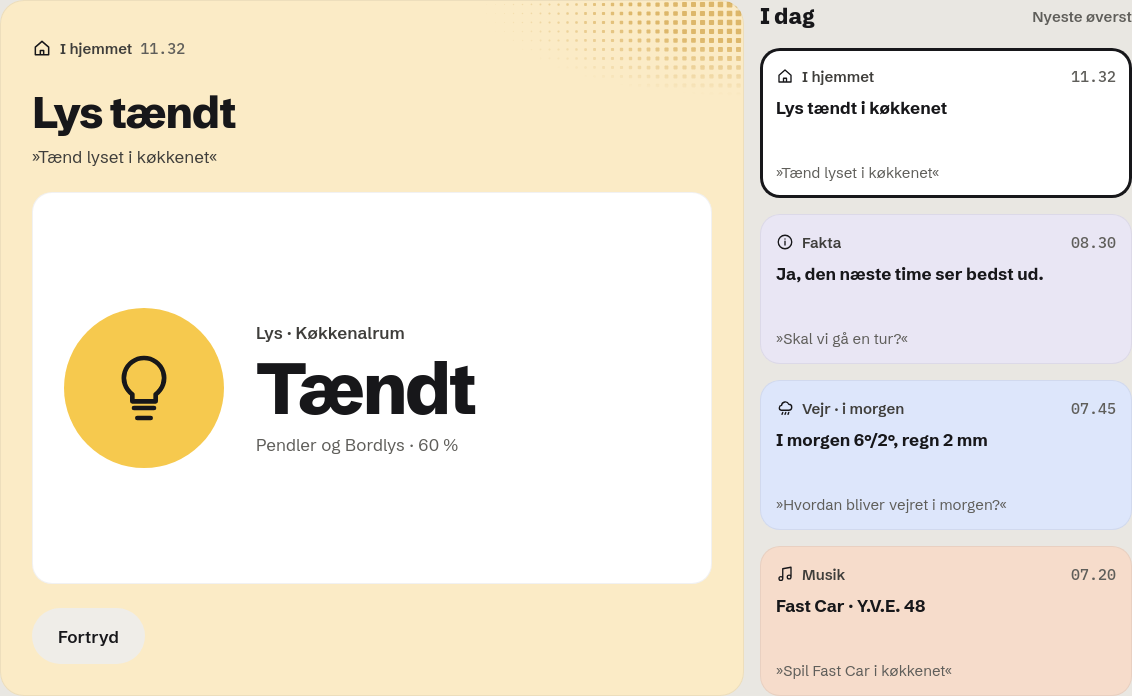 I hjemmet 11.32
Lys tændt
»Tænd lyset i køkkenet«
Lys · Køkkenalrum
Tændt
Pendler og Bordlys · 60 %
Fortryd
I dag
Nyeste øverst
I hjemmet 11.32
Lys tændt i køkkenet
»Tænd lyset i køkkenet«
Fakta 08.30
Ja, den næste time ser bedst ud.
»Skal vi gå en tur?«
Vejr · i morgen 07.45
I morgen 6°/2°, regn 2 mm
»Hvordan bliver vejret i morgen?«
Musik 07.20
Fast Car · Y.V.E. 48
»Spil Fast Car i køkkenet«